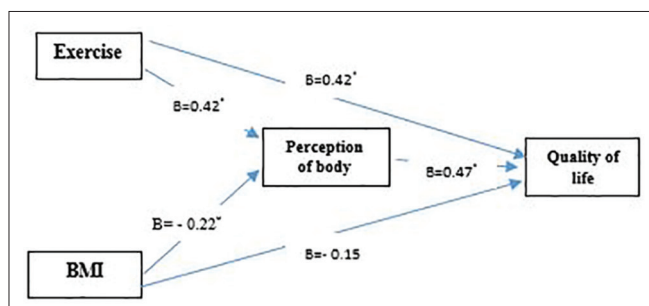 Exercise
B=0.42*
B=0.42*
Perception
of body
B=0.47*
Quality of
life
B= - 0.22*
B=- 0.15
BMI